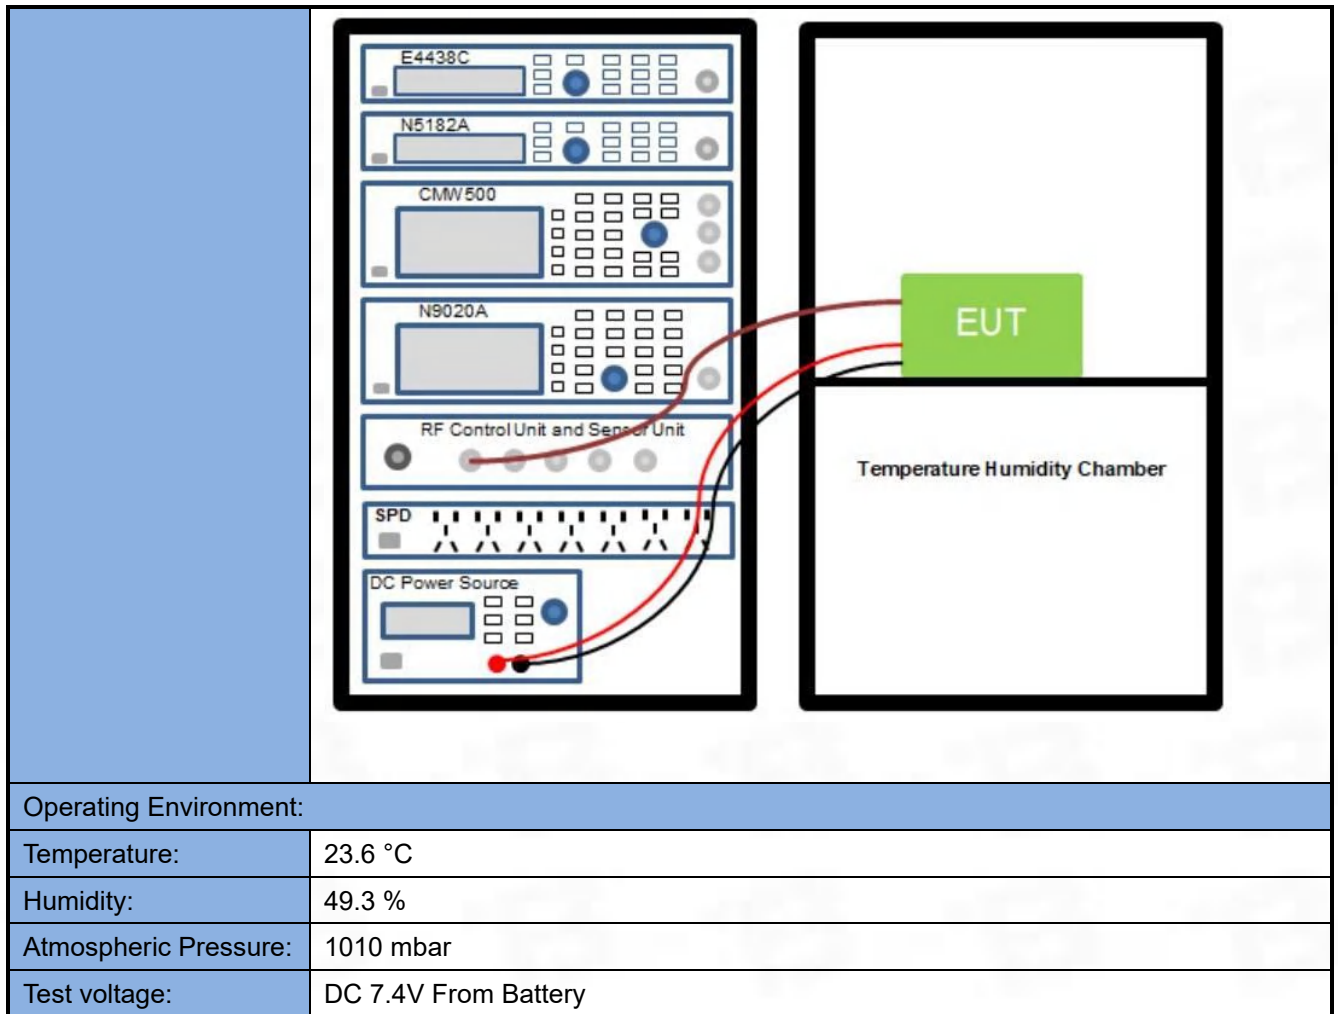 E4438C
N5182A
CMW500
N9020A
EUT
RF Control Unit and Sensor Unit
Temperature Humidity Chamber
SPD
DC Power Source
Operating Environment:
Temperature: 23.6 °C
Humidity: 49.3 %
Atmospheric Pressure: 1010 mbar
Test voltage: DC 7.4V From Battery